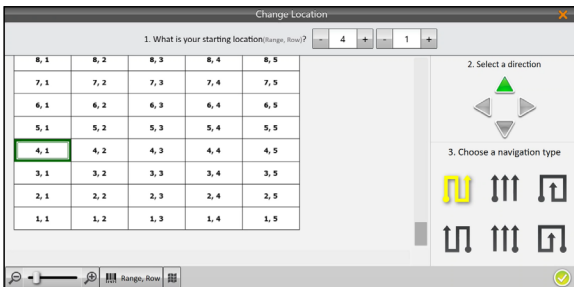 Change Location
1. What is your starting location(Range, Row)? - 4 + - 1 +
8, 1 8, 2 8, 3 8, 4 8, 5
7, 1 7, 2 7, 3 7, 4 7, 5
6, 1 6, 2 6, 3 6, 4 6, 5
5, 1 5, 2 5, 3 5, 4 5, 5
4, 1 4, 2 4, 3 4, 4 4, 5
3, 1 3, 2 3, 3 3, 4 3, 5
2, 1 2, 2 2, 3 2, 4 2, 5
1, 1 1, 2 1, 3 1, 4 1, 5
2. Select a direction
3. Choose a navigation type
Range, Row